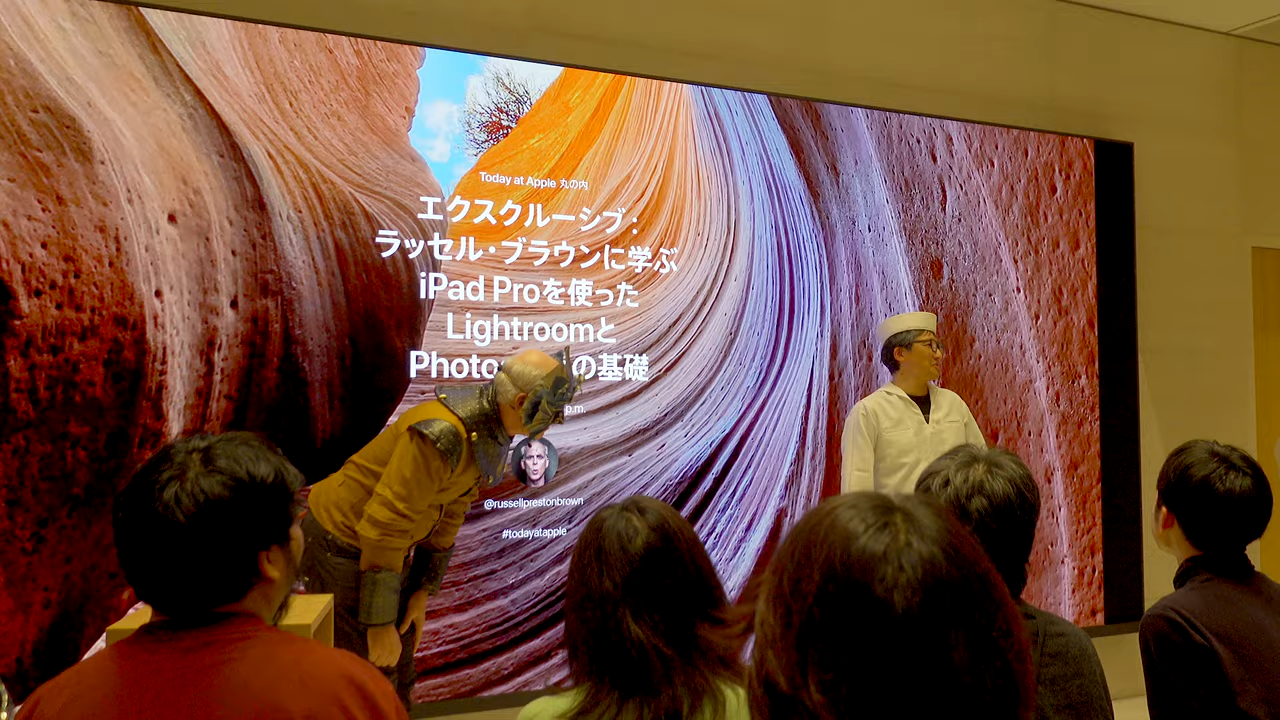 Today at Apple 丸の内
エクスクルーシブ：
ラッセル・ブラウンに学ぶ
iPad Proを使った
Lightroomと
の基礎
p.m.
@russellprestonbrown
#todayatapple